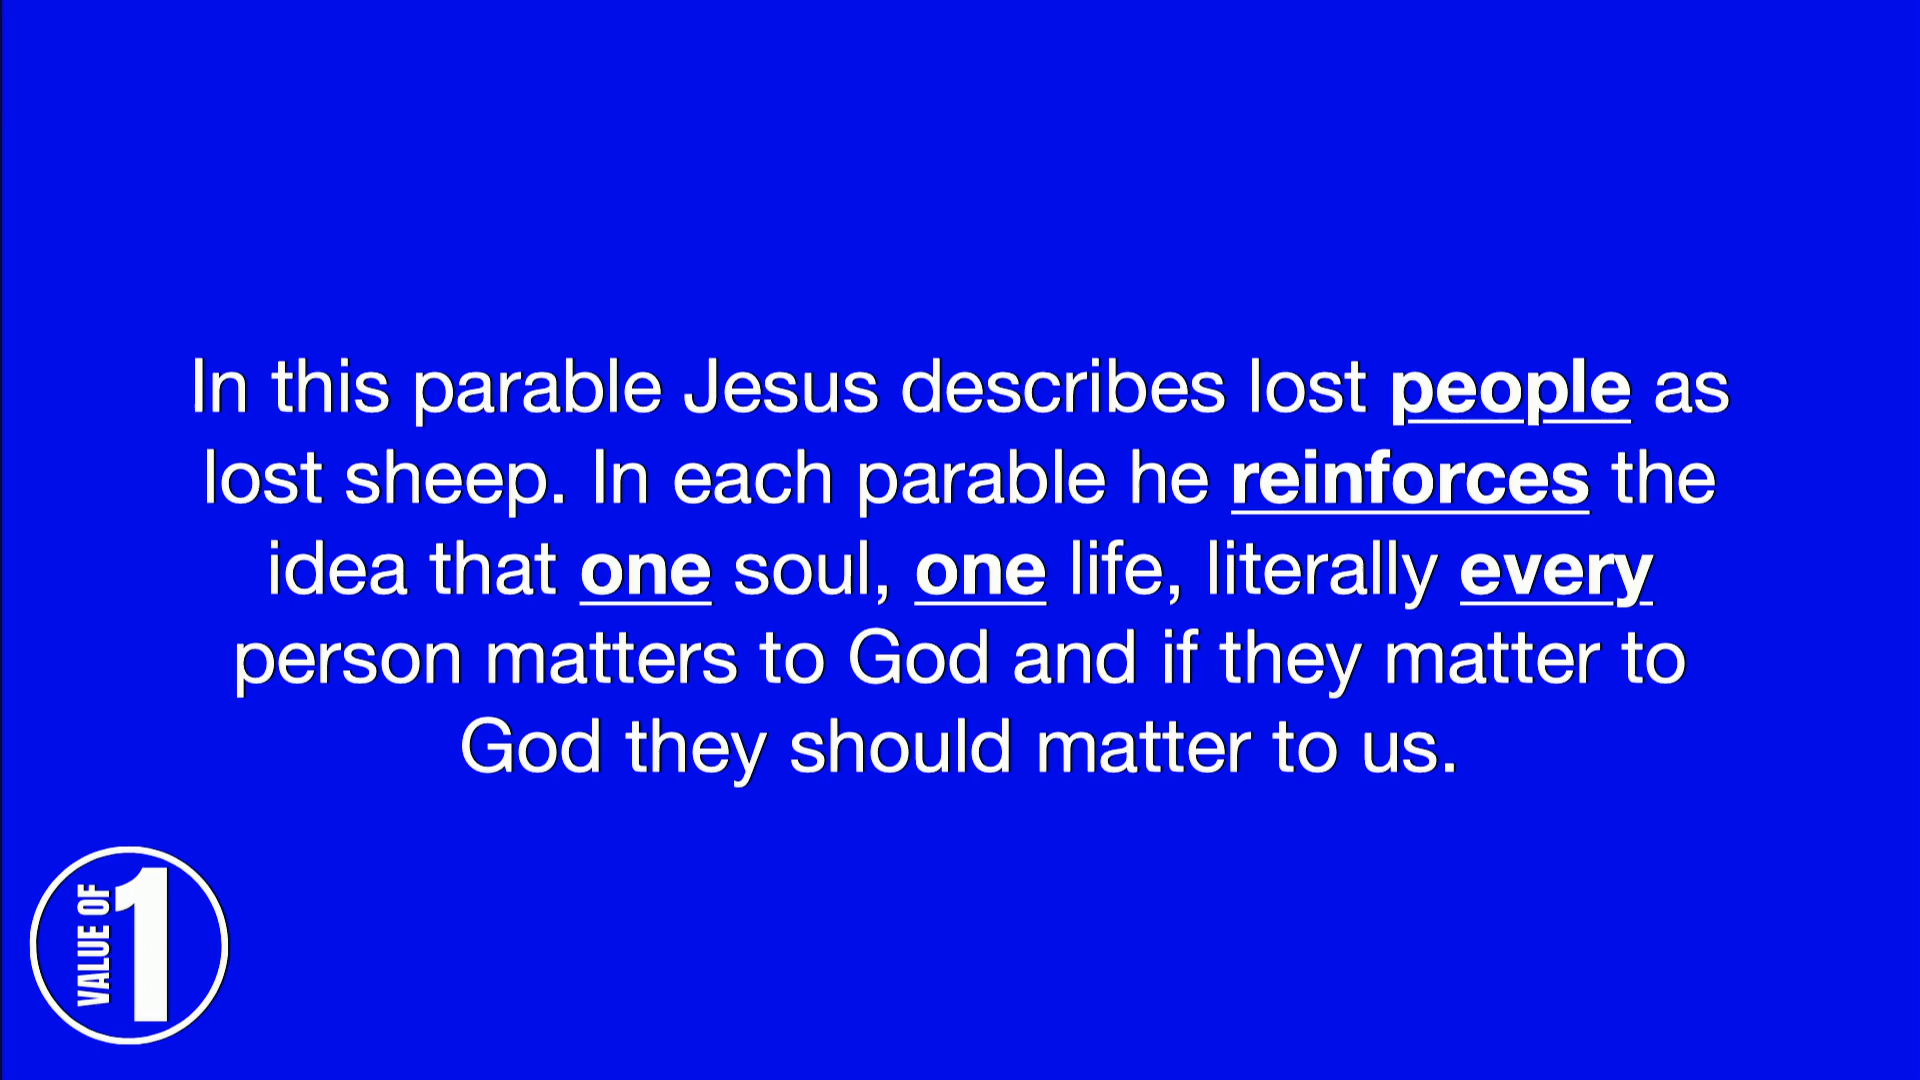 In this parable Jesus describes lost people as
lost sheep. In each parable he reinforces the
idea that one soul, one life, literally every
person matters to God and if they matter to
God they should matter to us.
VALUE OF 1